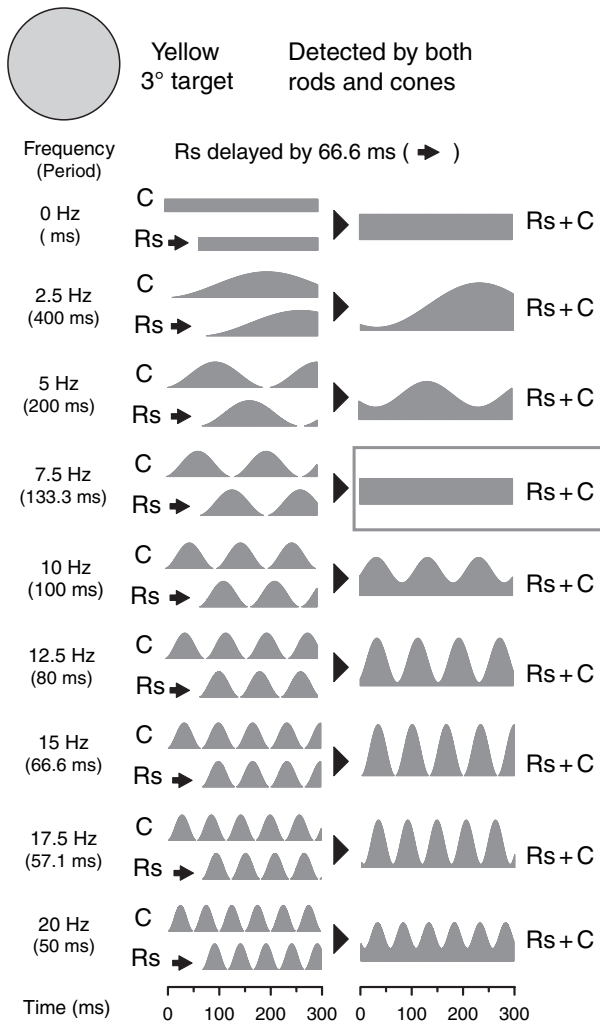 Yellow
3° target
Detected by both
rods and cones
Frequency
(Period)
Rs delayed by 66.6 ms ( )
0 Hz
( ms)
C
Rs
Rs + C
2.5 Hz
(400 ms)
C
Rs
Rs + C
5 Hz
(200 ms)
C
Rs
Rs + C
7.5 Hz
(133.3 ms)
C
Rs
Rs + C
10 Hz
(100 ms)
C
Rs
Rs + C
12.5 Hz
(80 ms)
C
Rs
Rs + C
15 Hz
(66.6 ms)
C
Rs
Rs + C
17.5 Hz
(57.1 ms)
C
Rs
Rs + C
20 Hz
(50 ms)
C
Rs
Rs + C
Time (ms)
0 100 200 300
0 100 200 300